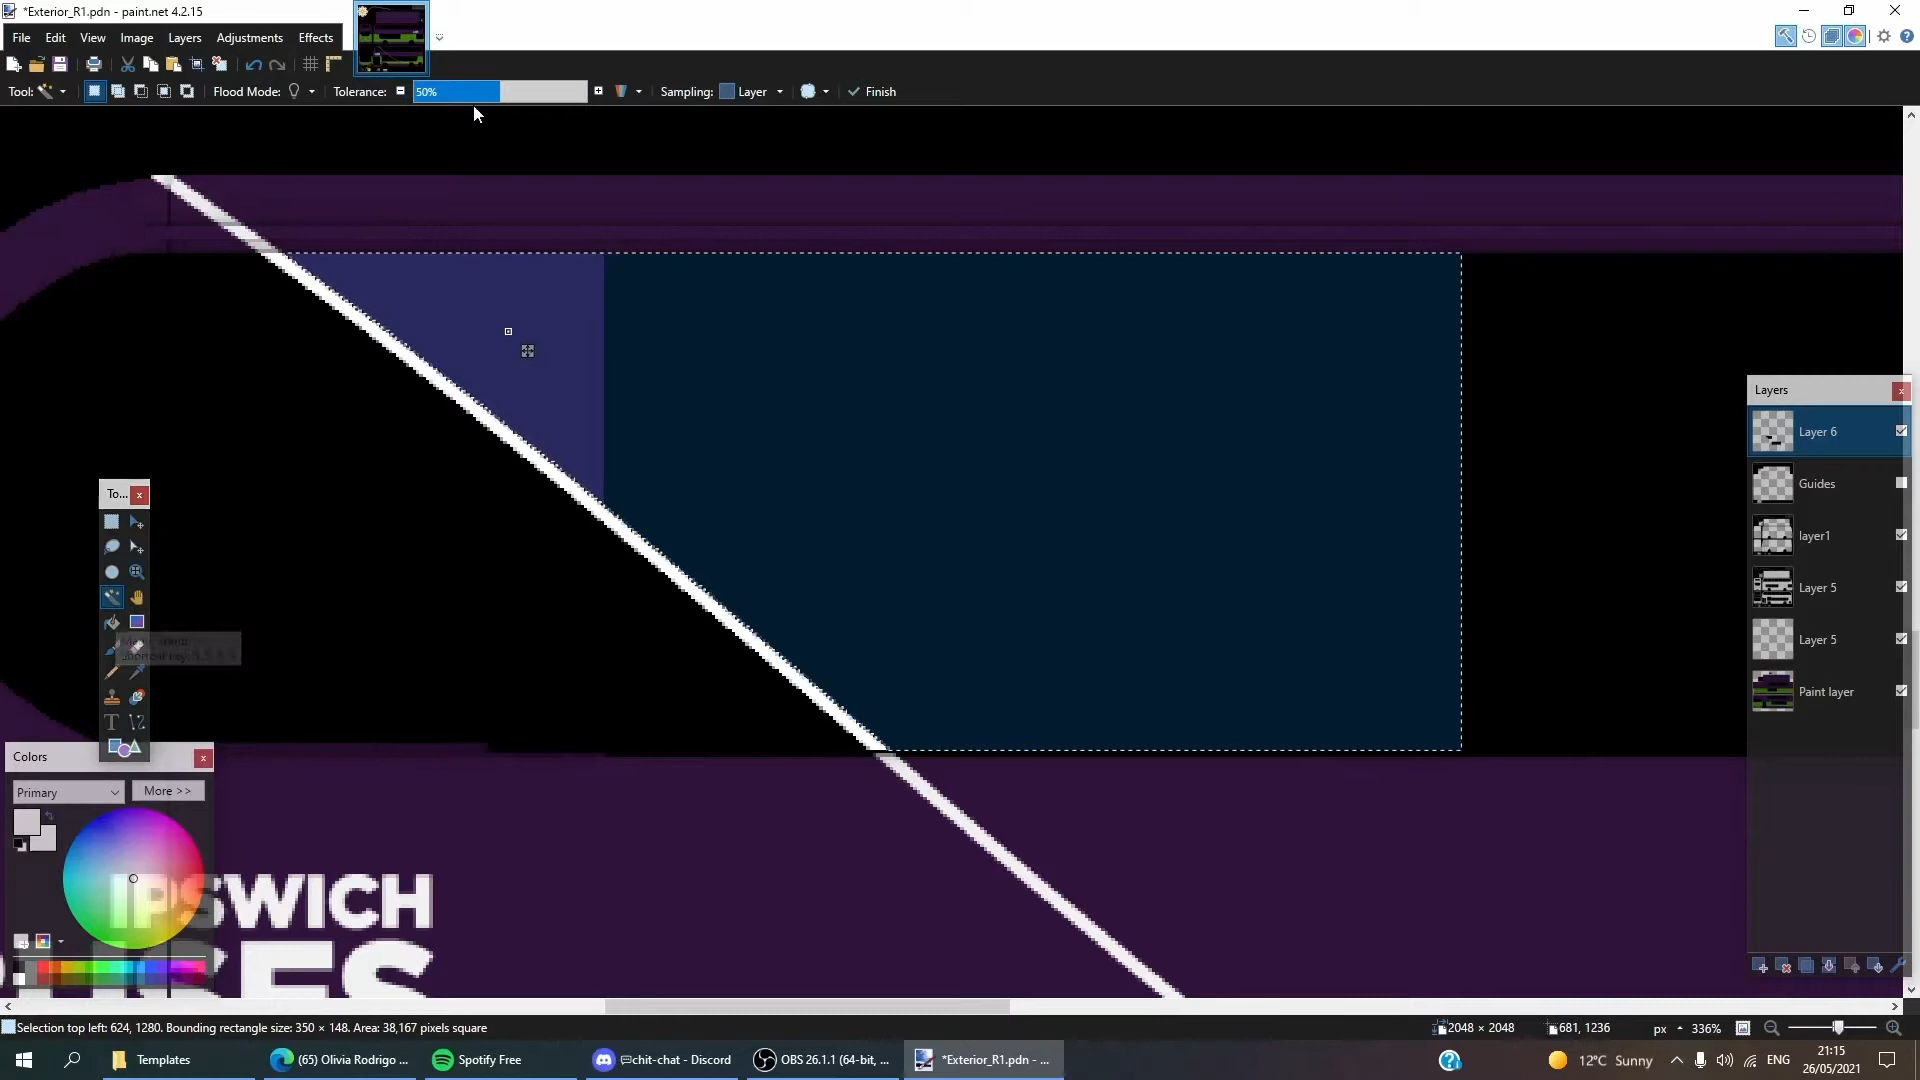 *Exterior_R1.pdn - paint.net 4.2.15
File Edit View Image Layers Adjustments Effects
Tool: Flood Mode: Tolerance: 50% Sampling: Layer Finish
Layers
Layer 6
Guides
layer1
Layer 5
Layer 5
Paint layer
To...
Colors
Primary
More >>
IPSWICH
Selection top left: 624, 1280. Bounding rectangle size: 350 × 148. Area: 38,167 pixels square
2048 × 2048
681, 1236
px
336%
Templates
(65) Olivia Rodrigo ...
Spotify Free
chit-chat - Discord
OBS 26.1.1 (64-bit, ...
*Exterior_R1.pdn - ...
12°C Sunny
ENG
21:15
26/05/2021